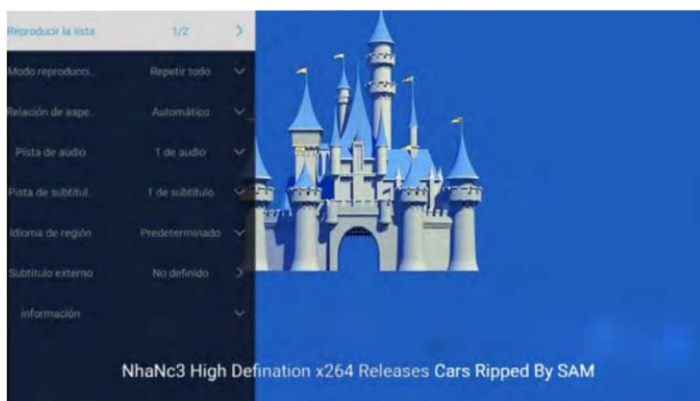 Reproducir la lista 1/2
Modo reproducci.. Repetir todo
Relación de aspe.. Automático
Pista de audio 1 de audio
Pista de subtitul.. 1 de subtítulo
Idioma de región Predeterminado
Subtítulo externo No definido
información
NhaNc3 High Defination x264 Releases Cars Ripped By SAM